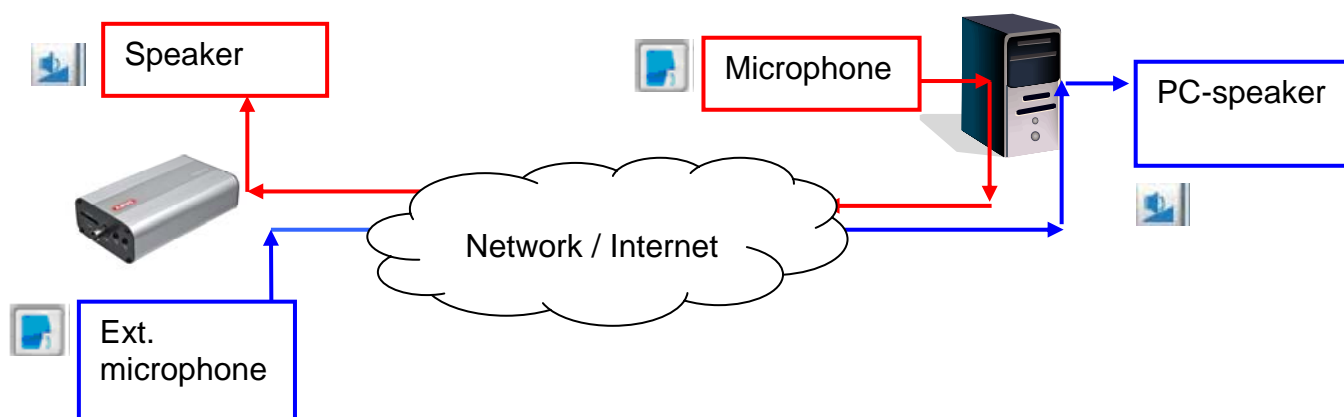 Speaker
Microphone
PC-speaker
Network / Internet
Ext.
microphone